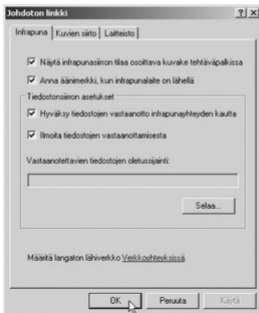 Johdoton linkki
Infrapuna Kuvien siirto Laitteisto
Näytä infrapunasiirron tilaa osoittava kuvake tehtäväpalkissa
Anna äänimerkki, kun infrapunalaite on lähellä
Tiedostonsiirron asetukset
Hyväksy tiedostojen vastaanotto infrapunayhteyden kautta
Ilmoita tiedostojen vastaanottamisesta
Vastaanotettavien tiedostojen oletussijainti:
Selaa...
Määritä langaton lähiverkko Verkkoyhteyksissä.
OK Peruuta Käytä